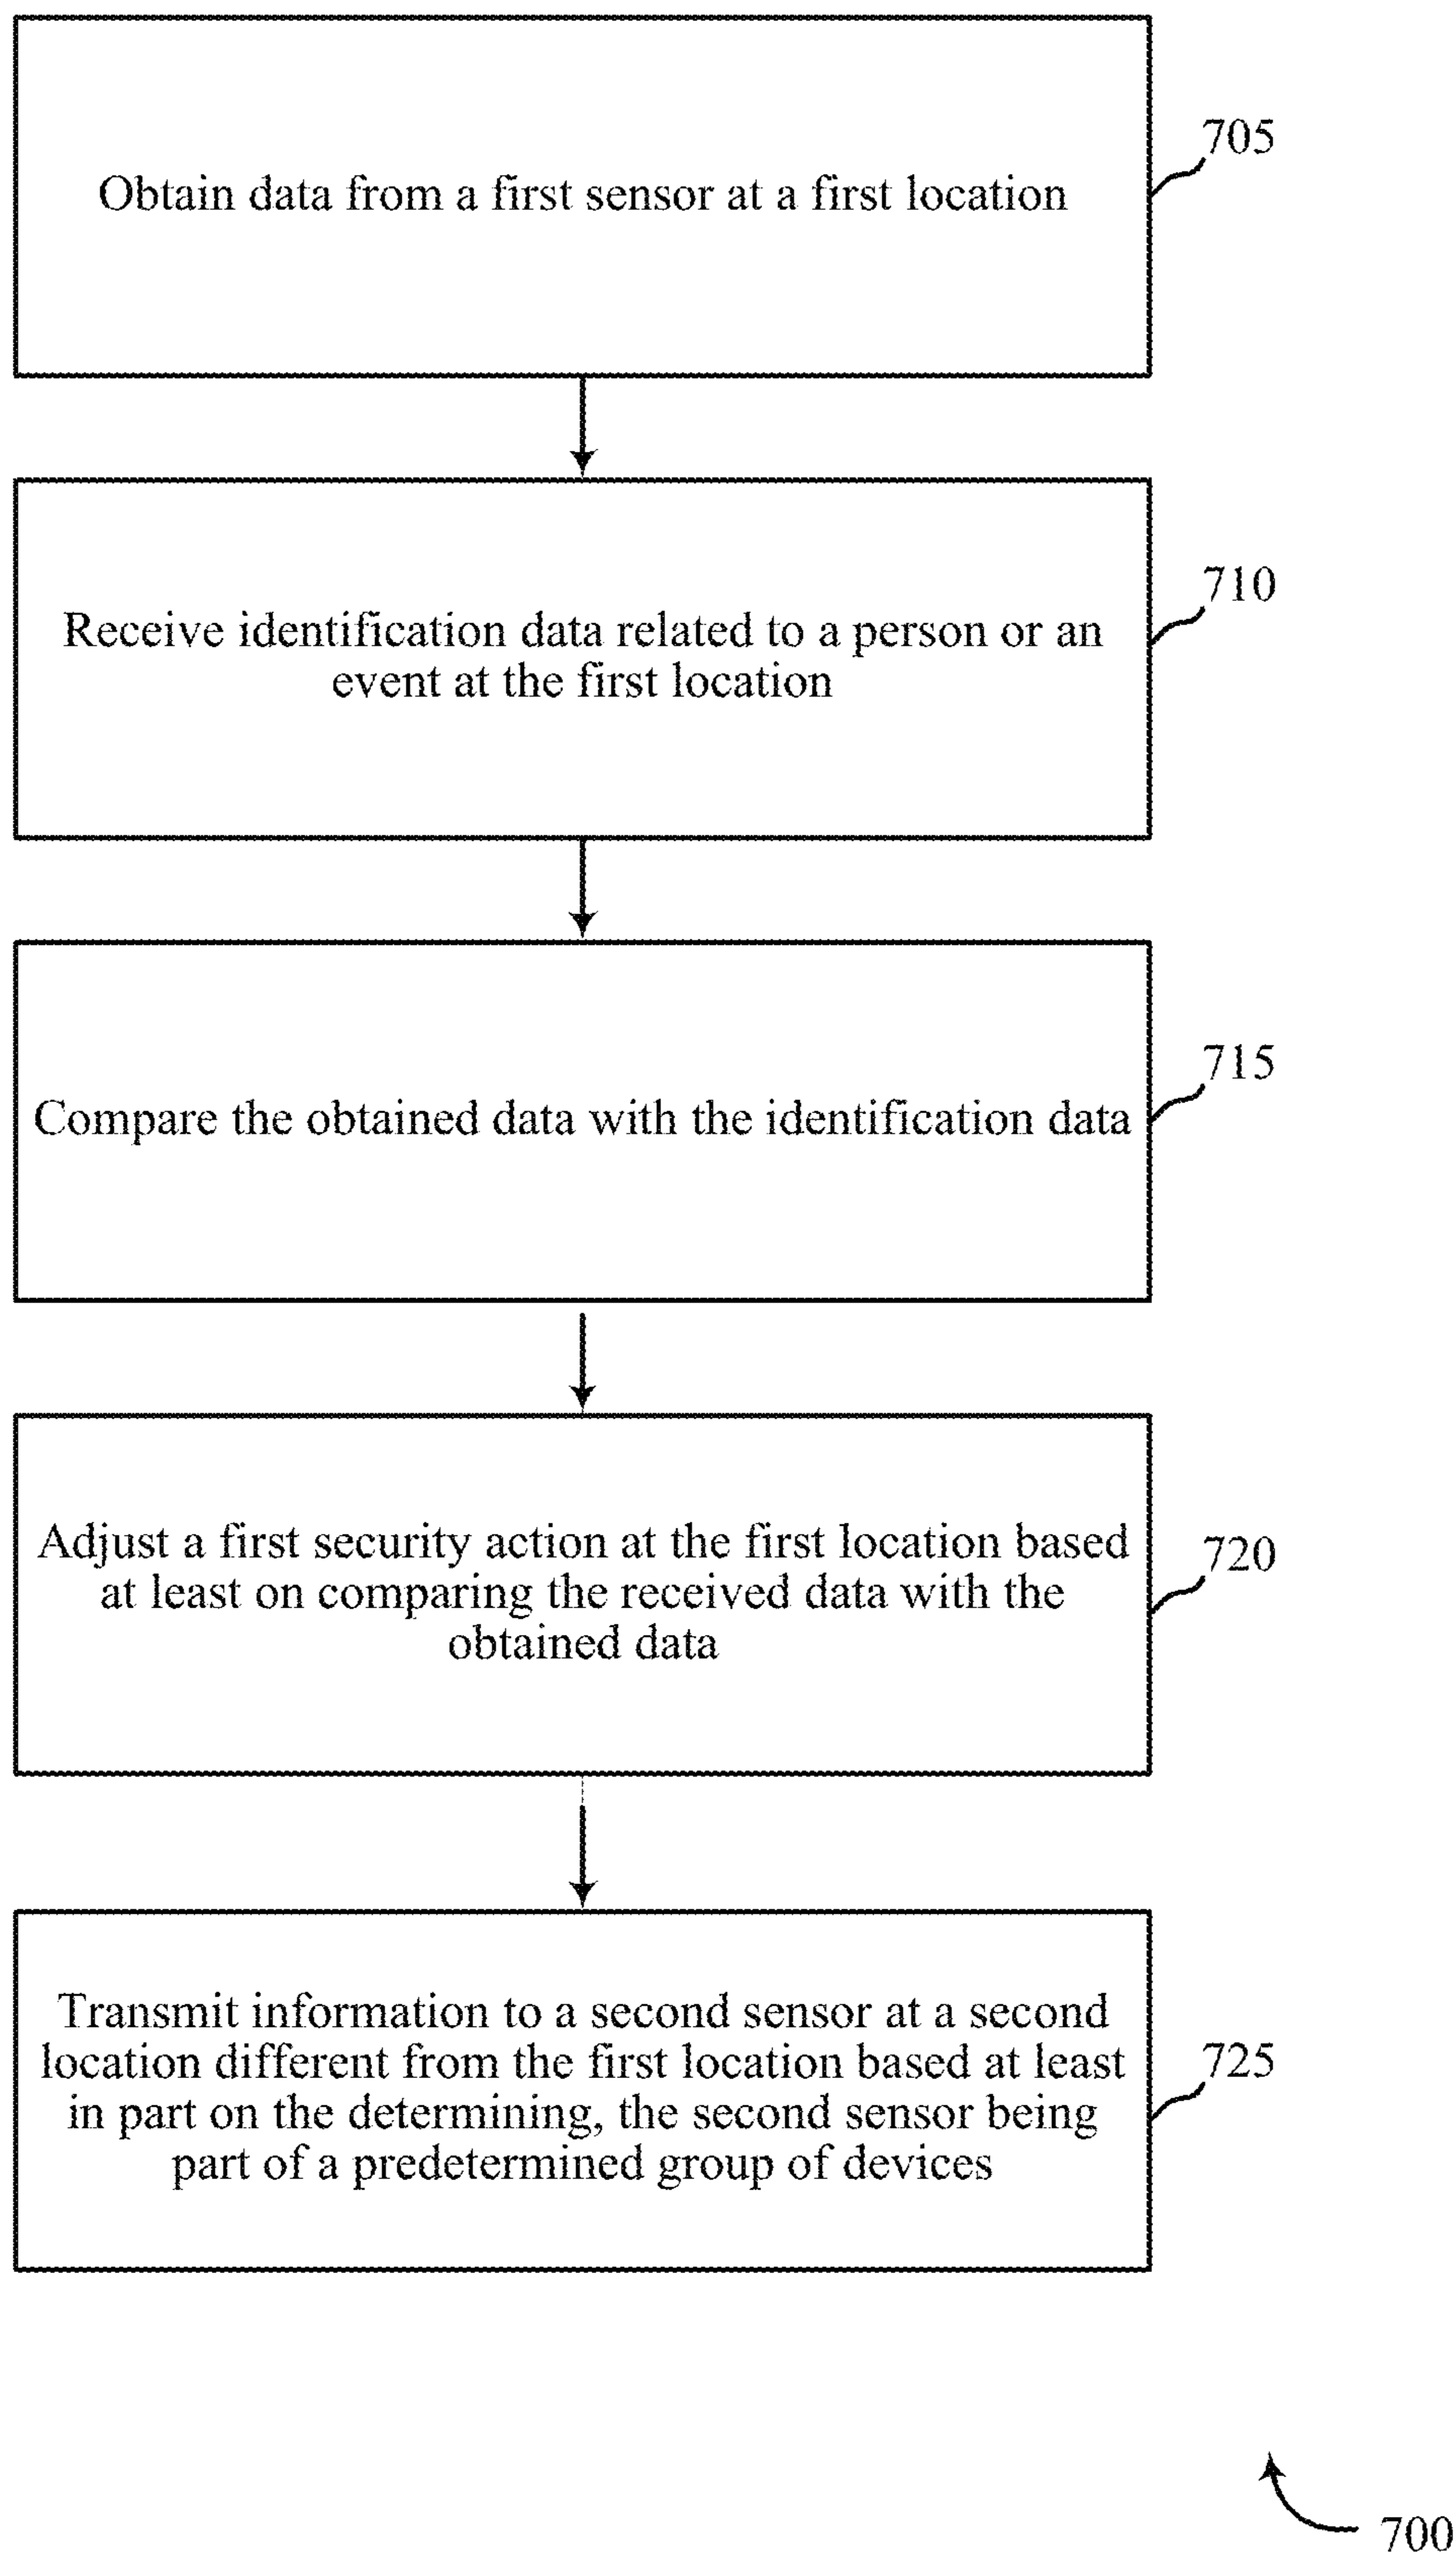 Obtain data from a first sensor at a first location
705
Receive identification data related to a person or an
event at the first location
710
Compare the obtained data with the identification data
715
Adjust a first security action at the first location based
at least on comparing the received data with the
obtained data
720
Transmit information to a second sensor at a second
location different from the first location based at least
in part on the determining, the second sensor being
part of a predetermined group of devices
725
700